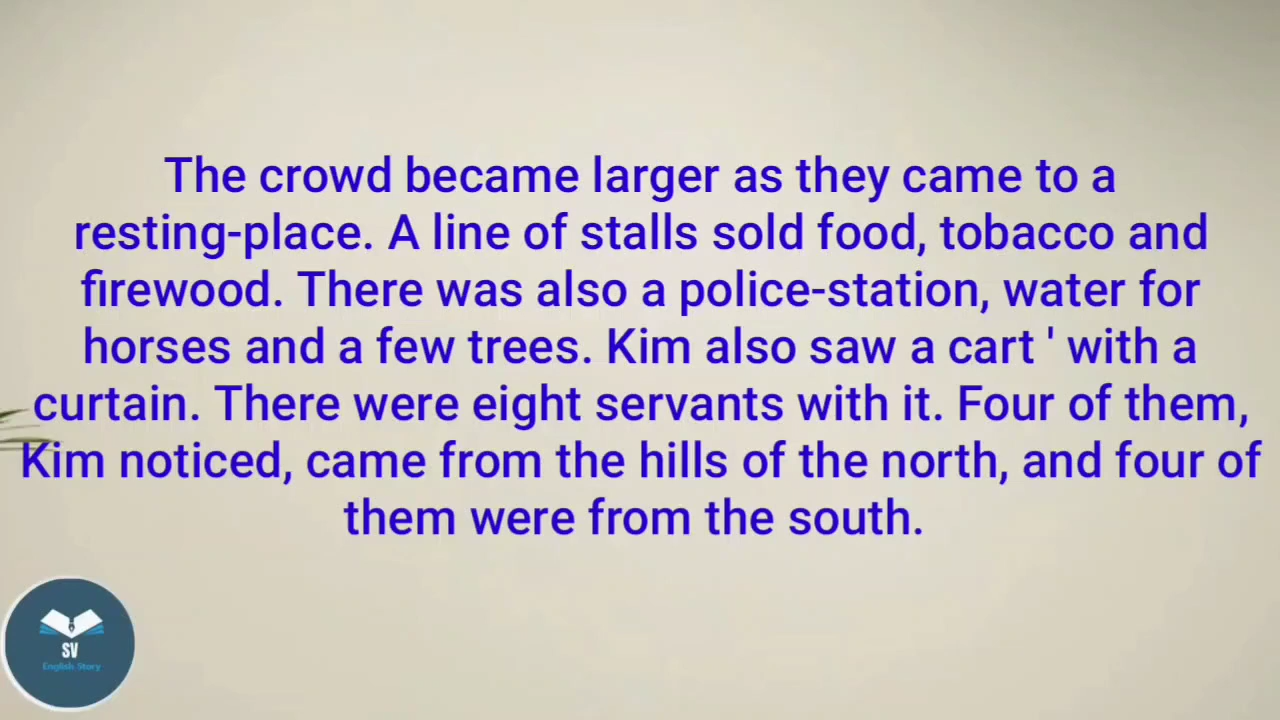 The crowd became larger as they came to a
resting-place. A line of stalls sold food, tobacco and
firewood. There was also a police-station, water for
horses and a few trees. Kim also saw a cart ' with a
curtain. There were eight servants with it. Four of them,
Kim noticed, came from the hills of the north, and four of
them were from the south.
SV
English Story